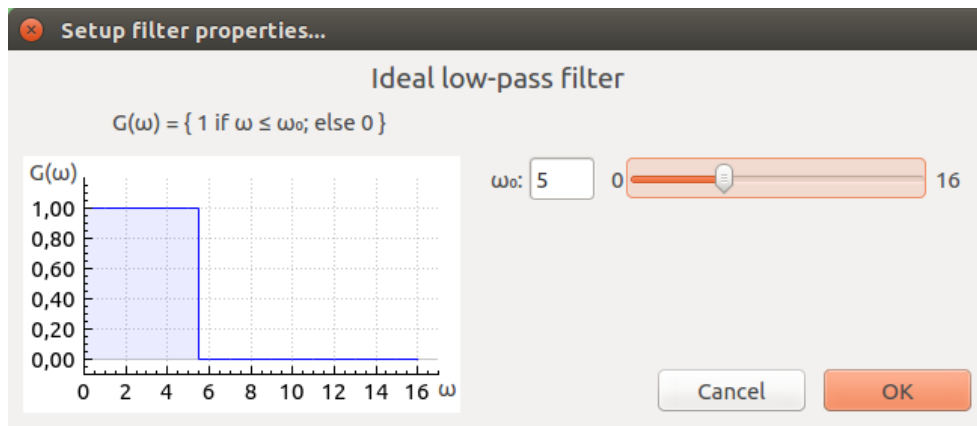 Setup filter properties...
Ideal low-pass filter
G(ω) = { 1 if ω ≤ ω₀; else 0 }
G(ω)
1,00
0,80
0,60
0,40
0,20
0,00
0 2 4 6 8 10 12 14 16 ω
ω₀: 5 0 16
Cancel OK